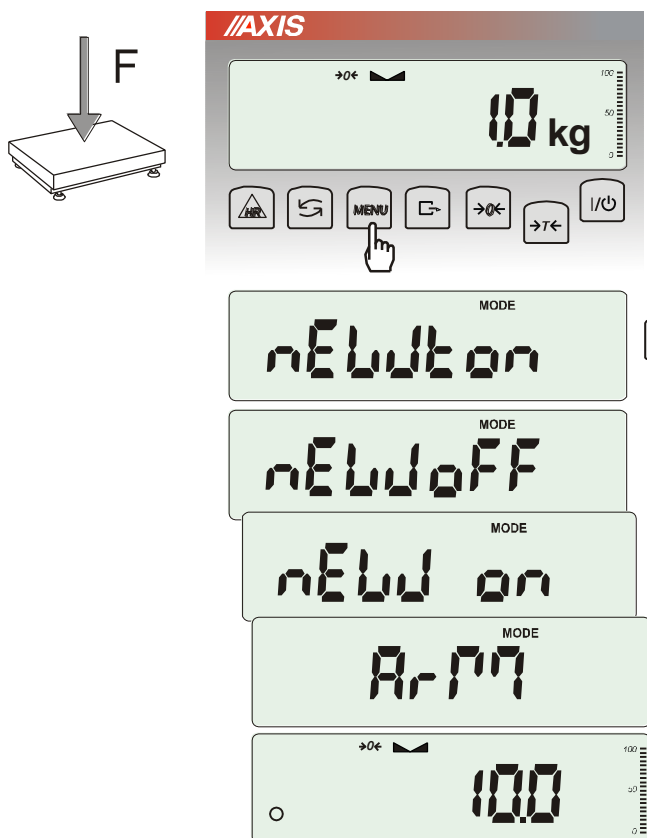 F
//AXIS
→0←
1.0 kg
100
50
0
HR
MENU
→0←
→T←
I/⏻
MODE
nEWton
MODE
nEWoFF
MODE
nEW on
MODE
ArM
→0←
10.0
100
50
0